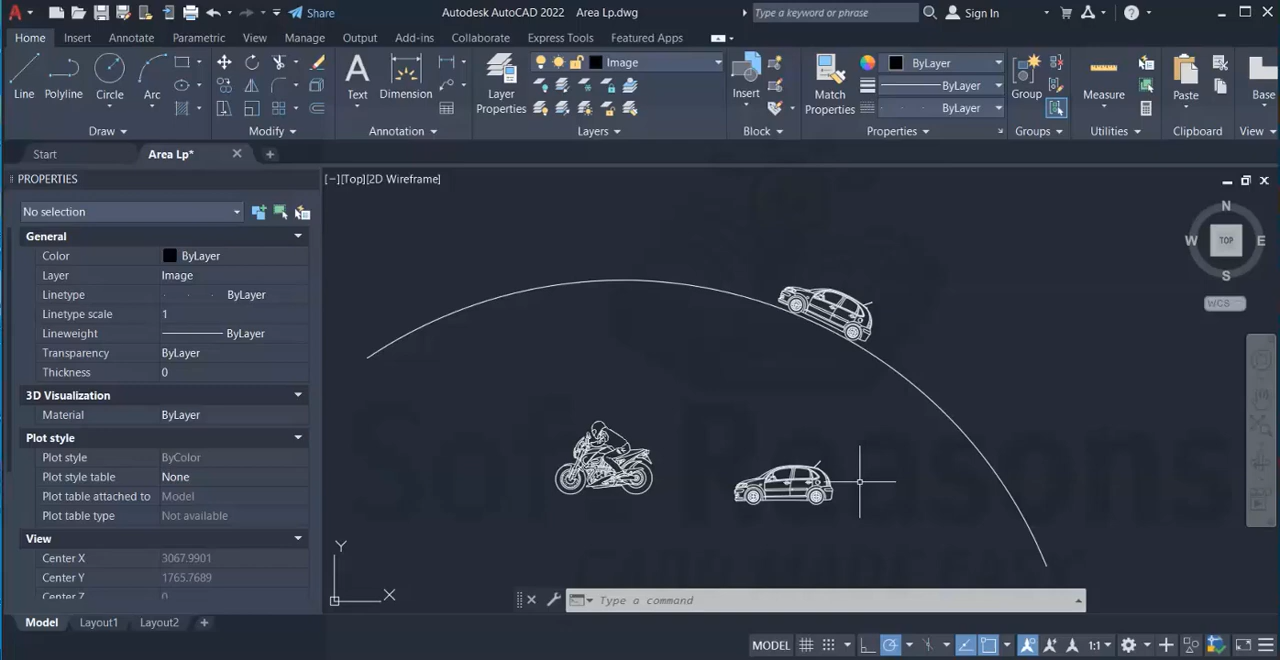 Share
Autodesk AutoCAD 2022 Area Lp.dwg
Type a keyword or phrase
Sign In
Home Insert Annotate Parametric View Manage Output Add-ins Collaborate Express Tools Featured Apps
Line Polyline Circle Arc
Text Dimension
Layer Properties
Image
Insert
Match Properties
ByLayer
ByLayer
ByLayer
Group
Measure
Paste
Base
Draw Modify Annotation Layers Block Properties Groups Utilities Clipboard View
Start Area Lp*
PROPERTIES
[−][Top][2D Wireframe]
No selection
General
Color ByLayer
Layer Image
Linetype ByLayer
Linetype scale 1
Lineweight ByLayer
Transparency ByLayer
Thickness 0
3D Visualization
Material ByLayer
Plot style
Plot style ByColor
Plot style table None
Plot table attached to Model
Plot table type Not available
View
Center X 3067.9901
Center Y 1765.7689
Center Z 0
N
W TOP E
S
WCS
Y
X
Type a command
Model Layout1 Layout2
MODEL
1:1